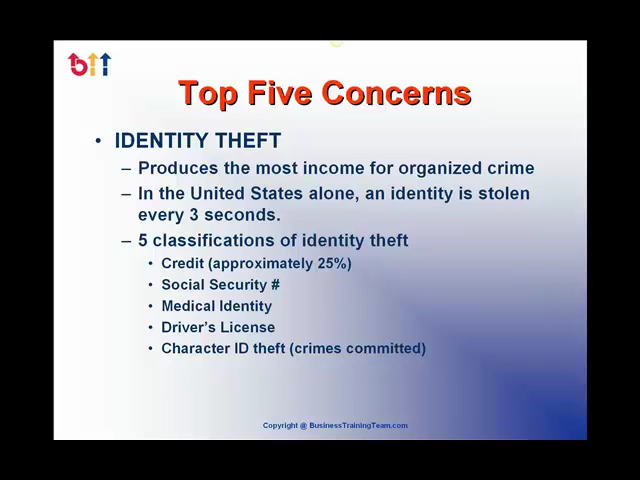 btt
Top Five Concerns
• IDENTITY THEFT
– Produces the most income for organized crime
– In the United States alone, an identity is stolen
every 3 seconds.
– 5 classifications of identity theft
• Credit (approximately 25%)
• Social Security #
• Medical Identity
• Driver's License
• Character ID theft (crimes committed)
Copyright @ BusinessTrainingTeam.com